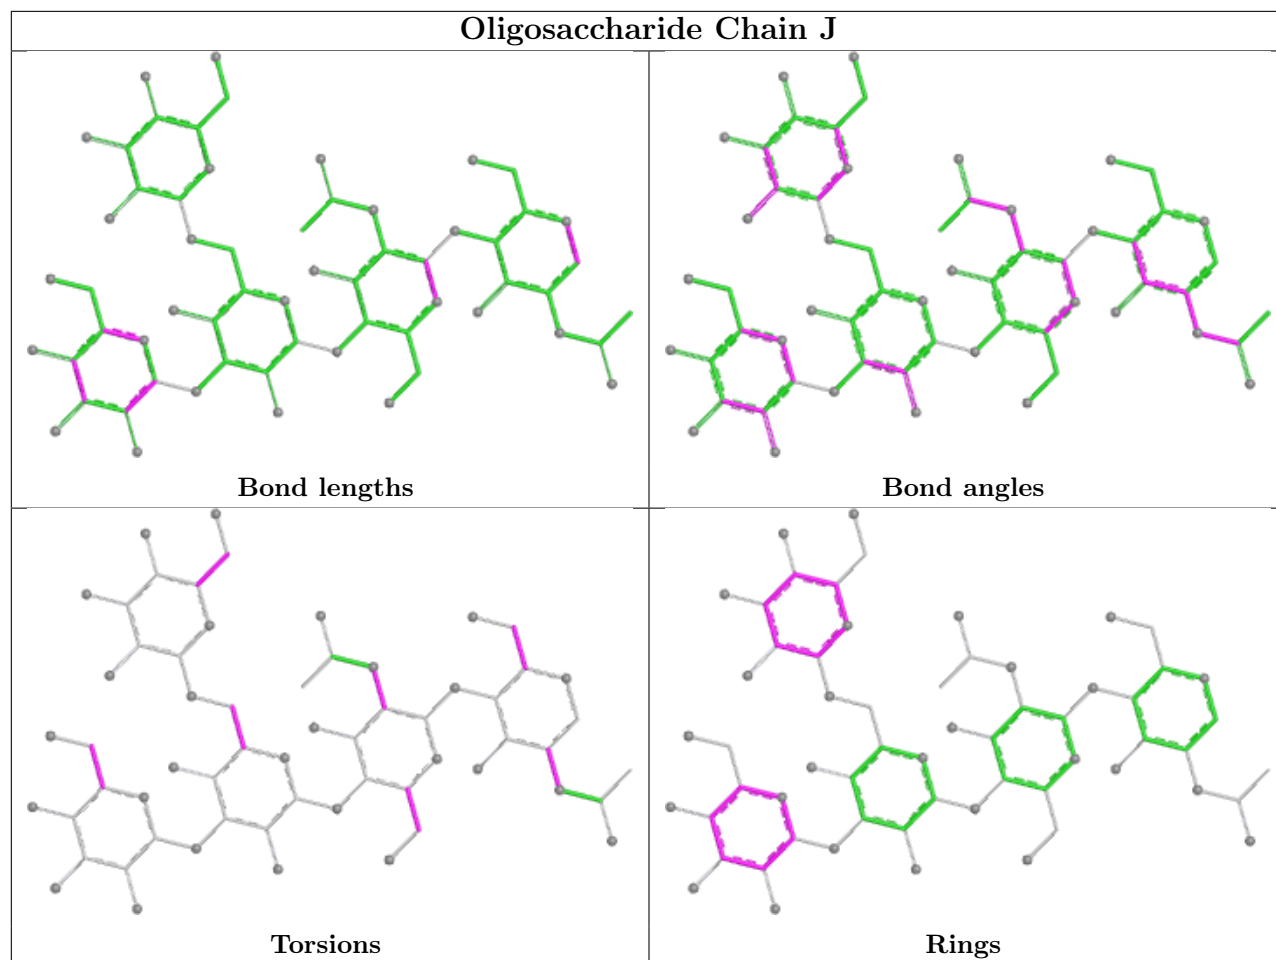 Oligosaccharide Chain J
Bond lengths
Bond angles
Torsions
Rings